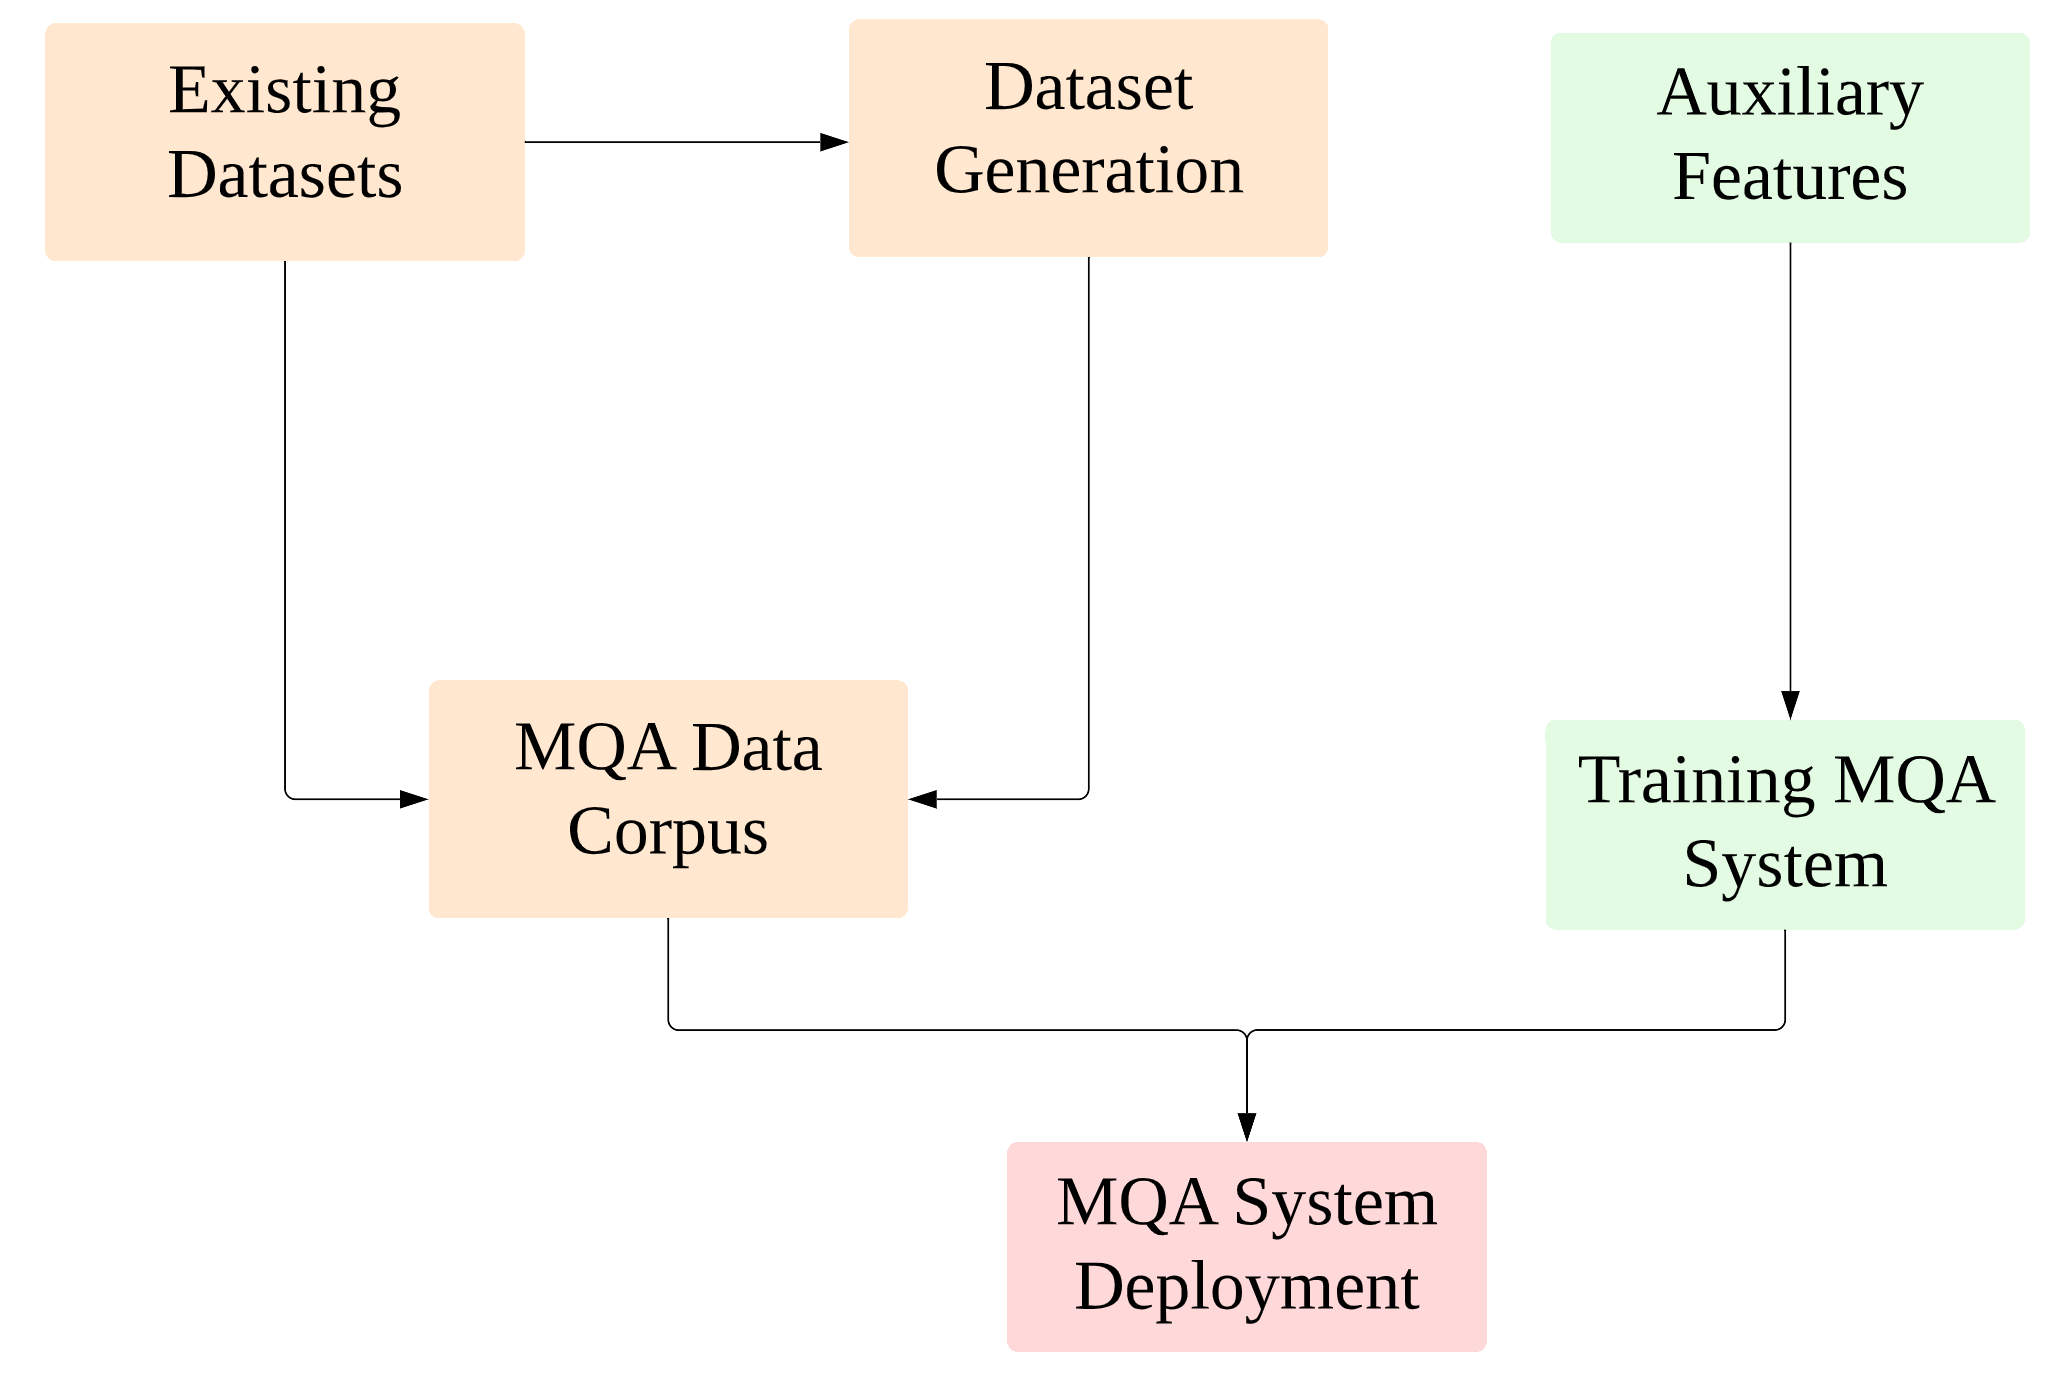 Existing
Datasets
Dataset
Generation
Auxiliary
Features
MQA Data
Corpus
Training MQA
System
MQA System
Deployment